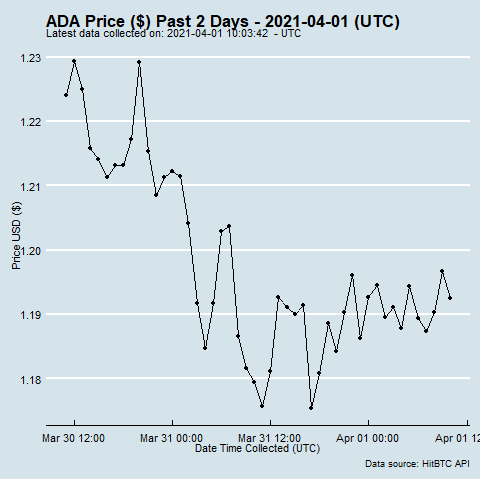 ADA Price ($) Past 2 Days - 2021-04-01 (UTC)
Latest data collected on: 2021-04-01 10:03:42 - UTC
1.23
1.22
1.21
1.20
1.19
1.18
Price USD ($)
Mar 30 12:00 Mar 31 00:00 Mar 31 12:00 Apr 01 00:00 Apr 01 12
Date Time Collected (UTC)
Data source: HitBTC API